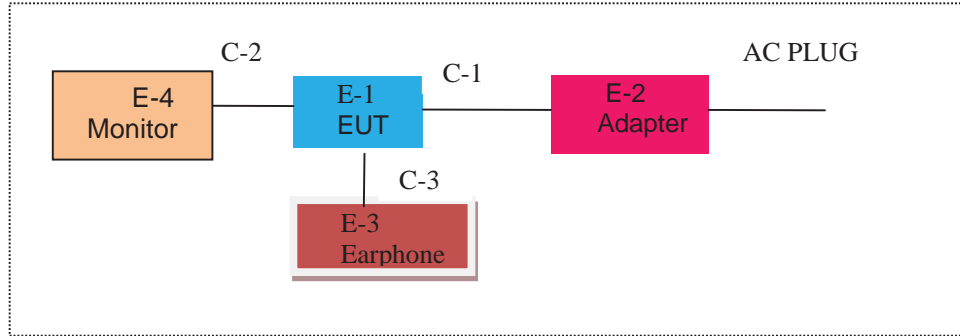 C-2
C-1
AC PLUG
E-4
Monitor
E-1
EUT
E-2
Adapter
C-3
E-3
Earphone